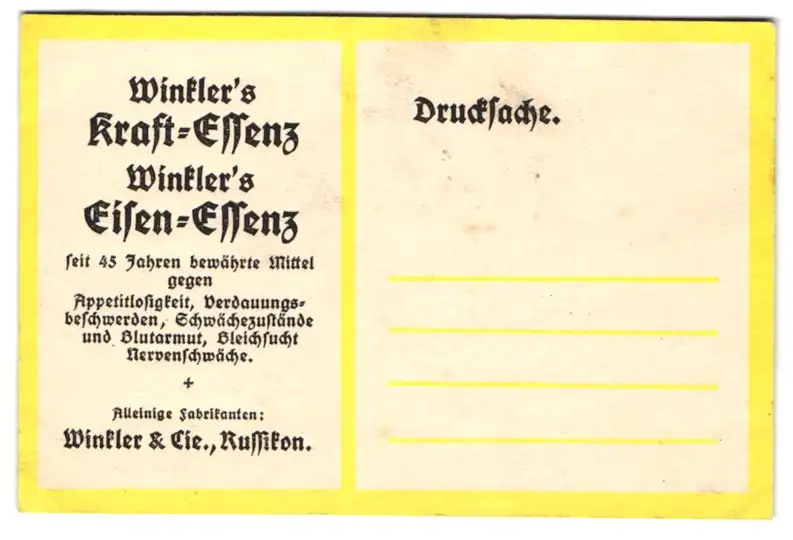 Winkler's
Kraft=Essenz
Winkler's
Eisen=Essenz
seit 45 Jahren bewährte Mittel
gegen
Appetitlosigkeit, Verdauungs=
beschwerden, Schwächezustände
und Blutarmut, Bleichsucht
Nervenschwäche.
+
Alleinige Fabrikanten:
Winkler & Cie., Russikon.
Drucksache.